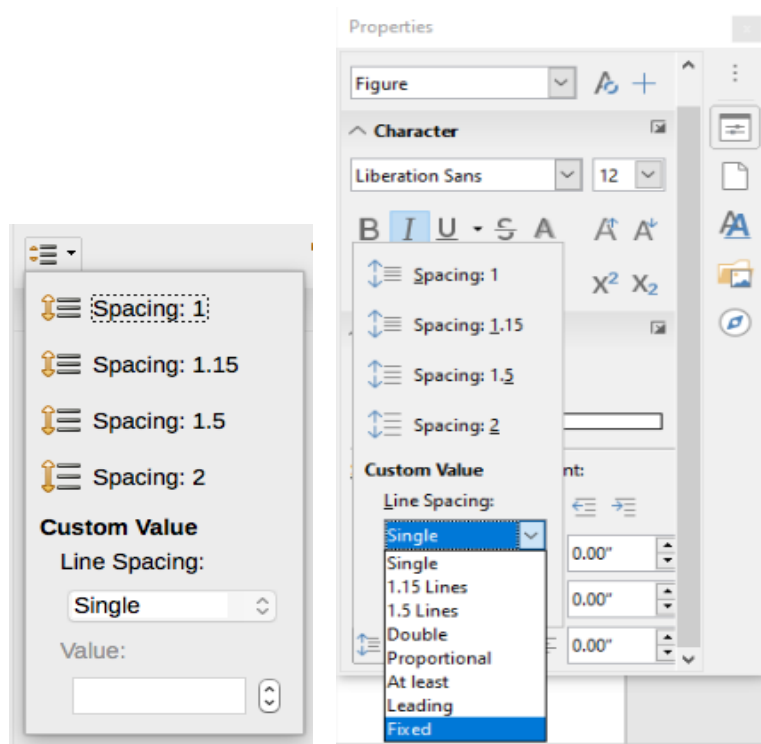 Spacing: 1
Spacing: 1.15
Spacing: 1.5
Spacing: 2
Custom Value
Line Spacing:
Single
Value:
Properties
Figure
Character
Liberation Sans 12
B I U S A A A
X² X₂
Spacing: 1
Spacing: 1.15
Spacing: 1.5
Spacing: 2
Custom Value nt:
Line Spacing:
Single
Single 0.00"
1.15 Lines
1.5 Lines 0.00"
Double
Proportional 0.00"
At least
Leading
Fixed